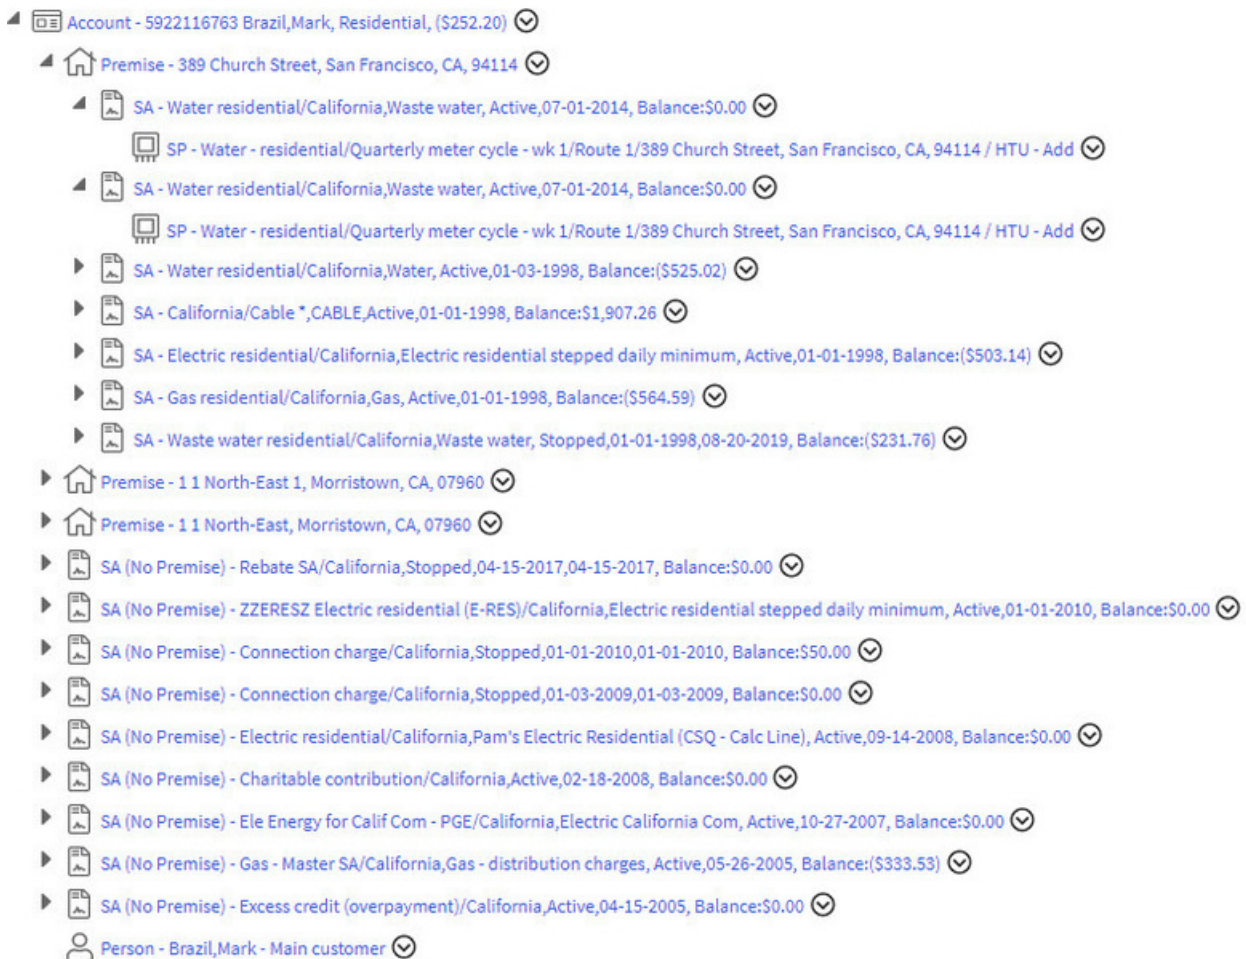 Account - 5922116763 Brazil,Mark, Residential, ($252.20)
Premise - 389 Church Street, San Francisco, CA, 94114
SA - Water residential/California,Waste water, Active,07-01-2014, Balance:$0.00
SP - Water - residential/Quarterly meter cycle - wk 1/Route 1/389 Church Street, San Francisco, CA, 94114 / HTU - Add
SA - Water residential/California,Waste water, Active,07-01-2014, Balance:$0.00
SP - Water - residential/Quarterly meter cycle - wk 1/Route 1/389 Church Street, San Francisco, CA, 94114 / HTU - Add
SA - Water residential/California,Water, Active,01-03-1998, Balance:($525.02)
SA - California/Cable *,CABLE,Active,01-01-1998, Balance:$1,907.26
SA - Electric residential/California,Electric residential stepped daily minimum, Active,01-01-1998, Balance:($503.14)
SA - Gas residential/California,Gas, Active,01-01-1998, Balance:($564.59)
SA - Waste water residential/California,Waste water, Stopped,01-01-1998,08-20-2019, Balance:($231.76)
Premise - 1 1 North-East 1, Morristown, CA, 07960
Premise - 1 1 North-East, Morristown, CA, 07960
SA (No Premise) - Rebate SA/California,Stopped,04-15-2017,04-15-2017, Balance:$0.00
SA (No Premise) - ZZERESZ Electric residential (E-RES)/California,Electric residential stepped daily minimum, Active,01-01-2010, Balance:$0.00
SA (No Premise) - Connection charge/California,Stopped,01-01-2010,01-01-2010, Balance:$50.00
SA (No Premise) - Connection charge/California,Stopped,01-03-2009,01-03-2009, Balance:$0.00
SA (No Premise) - Electric residential/California,Pam's Electric Residential (CSQ - Calc Line), Active,09-14-2008, Balance:$0.00
SA (No Premise) - Charitable contribution/California,Active,02-18-2008, Balance:$0.00
SA (No Premise) - Ele Energy for Calif Com - PGE/California,Electric California Com, Active,10-27-2007, Balance:$0.00
SA (No Premise) - Gas - Master SA/California,Gas - distribution charges, Active,05-26-2005, Balance:($333.53)
SA (No Premise) - Excess credit (overpayment)/California,Active,04-15-2005, Balance:$0.00
Person - Brazil,Mark - Main customer